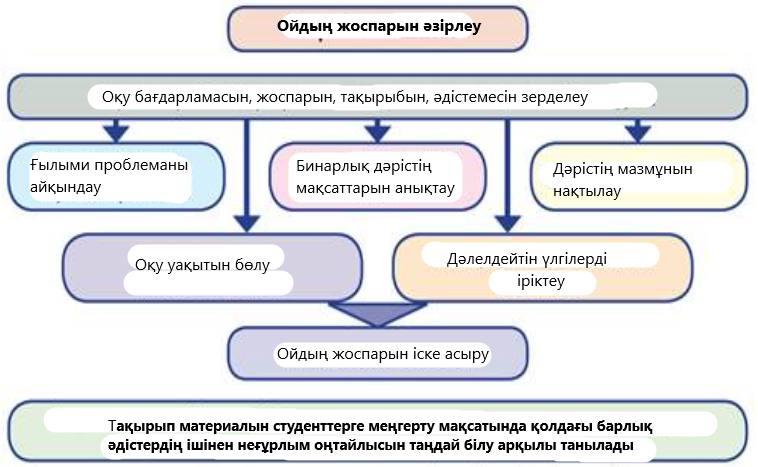 Ойдың жоспарын әзірлеу
Оқу бағдарламасын, жоспарын, тақырыбын, әдістемесін зерделеу
Ғылыми проблеманы
айқындау
Бинарлық дәрістің
мақсаттарын анықтау
Дәрістің мазмұнын
нақтылау
Оқу уақытын бөлу
Дәлелдейтін үлгілерді
іріктеу
Ойдың жоспарын іске асыру
Тақырып материалын студенттерге меңгерту мақсатында қолдағы барлық
әдістердің ішінен неғұрлым оңтайлысын таңдай білу арқылы танылады